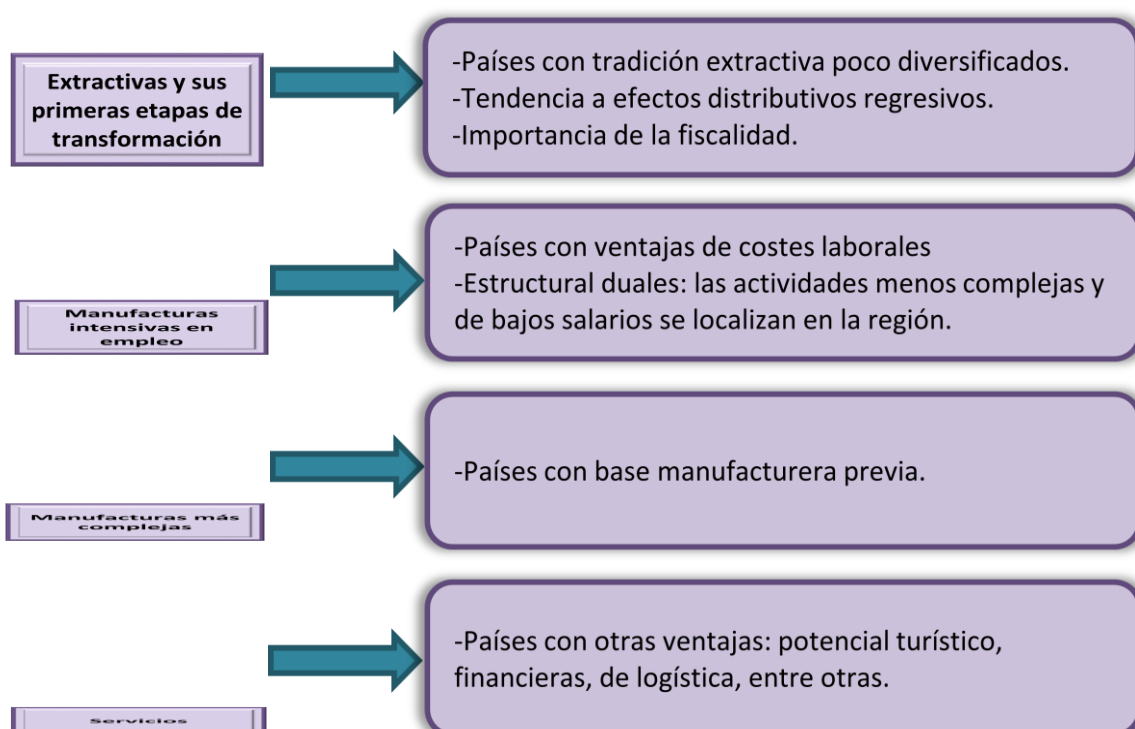 Extractivas y sus
primeras etapas de
transformación
-Países con tradición extractiva poco diversificados.
-Tendencia a efectos distributivos regresivos.
-Importancia de la fiscalidad.
Manufacturas
intensivas en
empleo
-Países con ventajas de costes laborales
-Estructural duales: las actividades menos complejas y
de bajos salarios se localizan en la región.
Manufacturas más
complejas
-Países con base manufacturera previa.
Servicios
-Países con otras ventajas: potencial turístico,
financieras, de logística, entre otras.